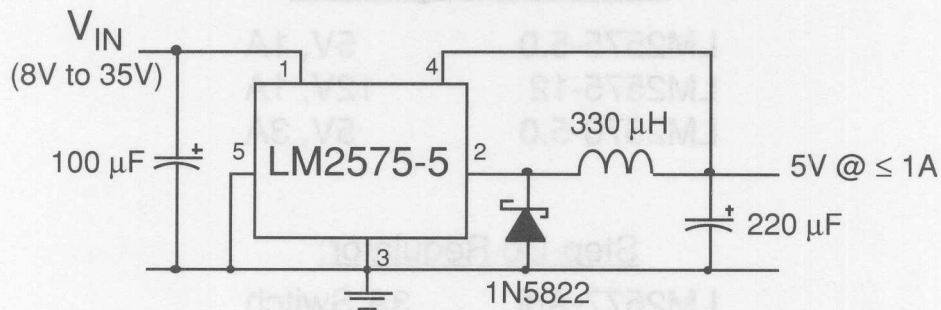 V_IN
(8V to 35V)
1
4
330 µH
100 µF
+
5
LM2575-5
2
5V @ ≤ 1A
+
220 µF
3
1N5822